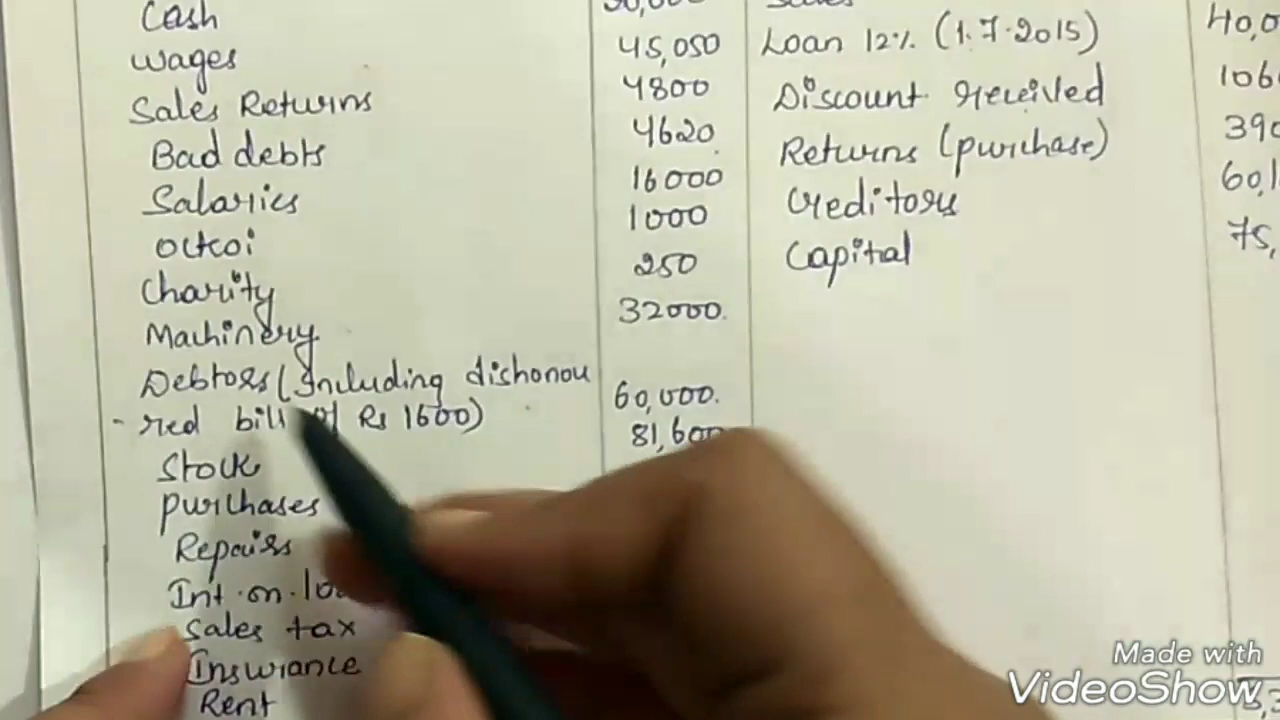 Cash
wages 45,050 Loan 12% (1.7.2015)
Sales Returns 4800 Discount received
Bad debts 4620 Returns (purchase)
Salaries 16000 Creditors
Octroi 1000 Capital
Charity 250
Machinery 32000.
Debtors (Including dishonou
-red bill of Rs 1600) 60,000.
Stock 81,600
purchases
Repairs
Int. on.
Sales tax
Insurance
Rent
Made with
VideoShow